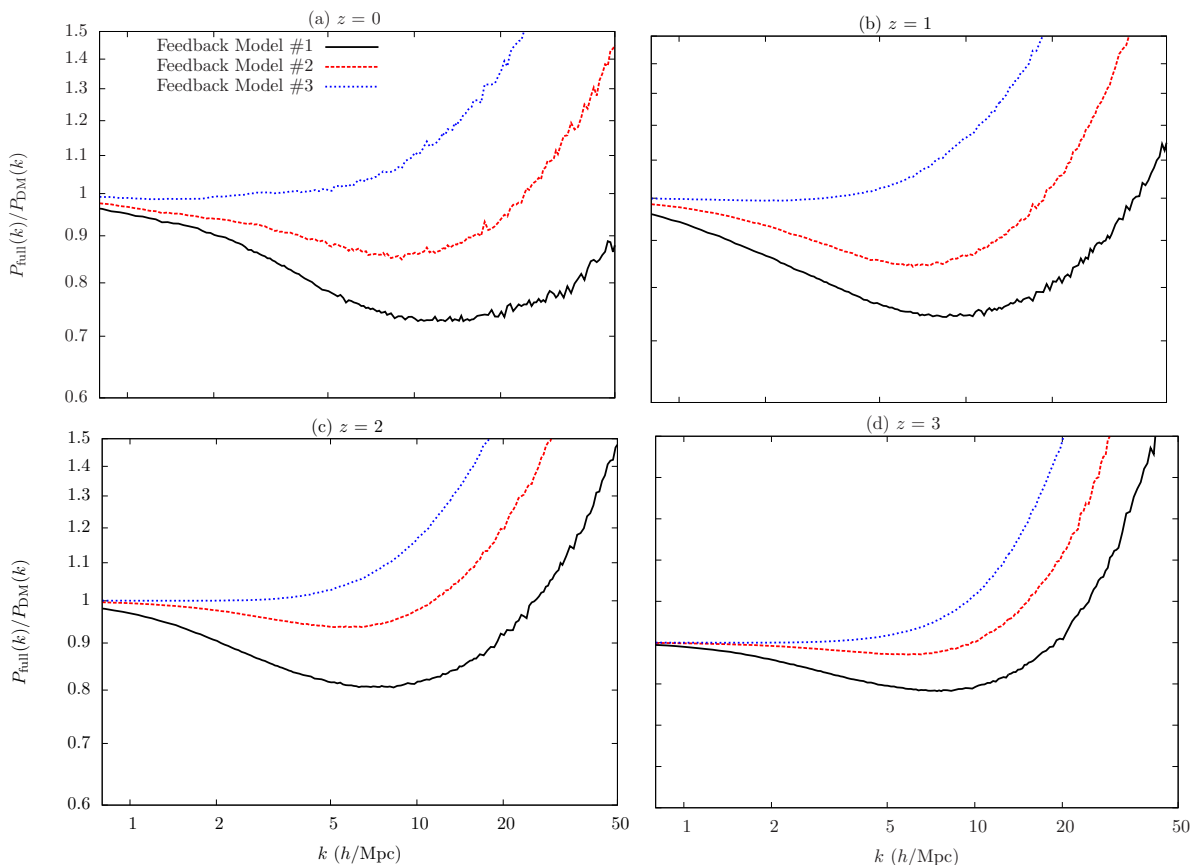 (a) z = 0
1.5
1.4
1.3
1.2
1.1
1
0.9
0.8
0.7
0.6
P_full(k)/P_DM(k)
Feedback Model #1
Feedback Model #2
Feedback Model #3
(b) z = 1
(c) z = 2
1.5
1.4
1.3
1.2
1.1
1
0.9
0.8
0.7
0.6
P_full(k)/P_DM(k)
1 2 5 10 20 50
k (h/Mpc)
(d) z = 3
1 2 5 10 20 50
k (h/Mpc)